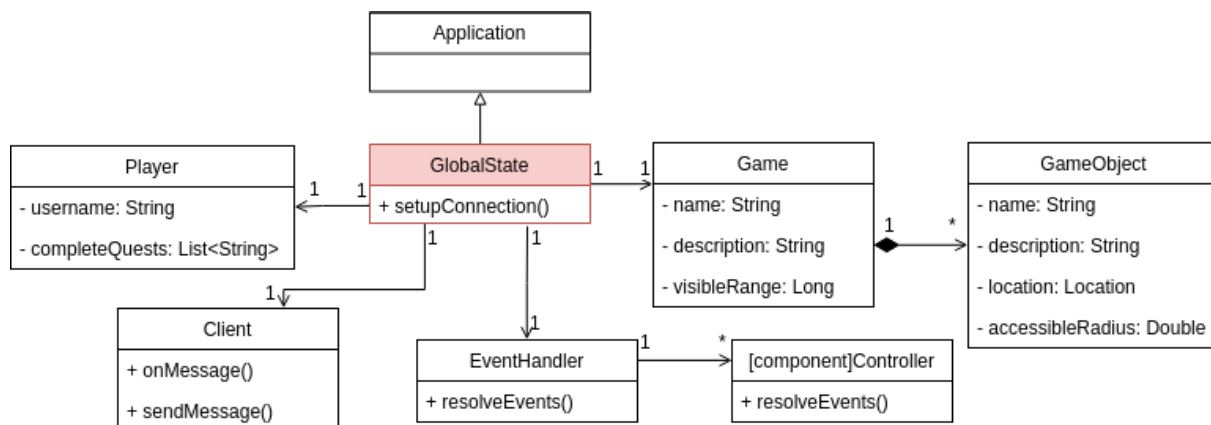 Application
Player
- username: String
- completeQuests: List<String>
1
1
GlobalState
+ setupConnection()
1
1
Game
- name: String
- description: String
- visibleRange: Long
1
*
GameObject
- name: String
- description: String
- location: Location
- accessibleRadius: Double
1
1
1
1
Client
+ onMessage()
+ sendMessage()
EventHandler
+ resolveEvents()
1
*
[component]Controller
+ resolveEvents()